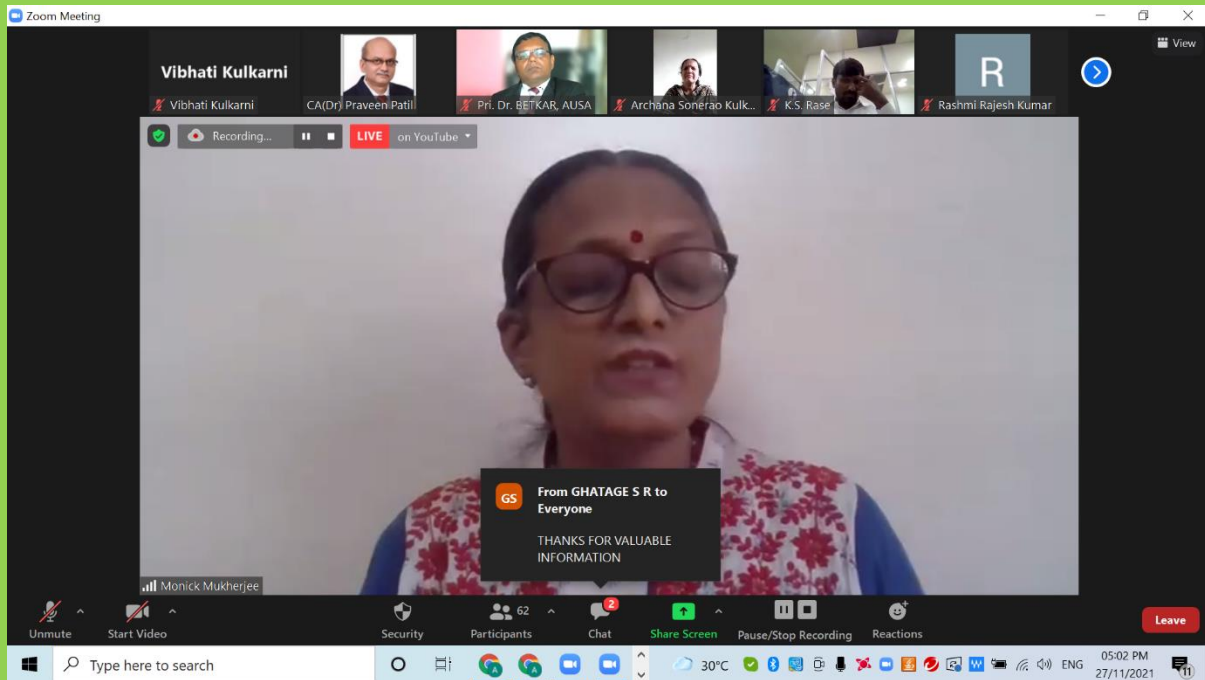 Zoom Meeting
View
Vibhati Kulkarni
Vibhati Kulkarni
CA(Dr) Praveen Patil
Pri. Dr. BETKAR, AUSA
Archana Sonerao Kulk...
K.S. Rase
R
Rashmi Rajesh Kumar
Recording...
LIVE on YouTube
GS
From GHATAGE S R to
Everyone
THANKS FOR VALUABLE
INFORMATION
Monick Mukherjee
Unmute
Start Video
Security
62
Participants
2
Chat
Share Screen
Pause/Stop Recording
Reactions
Leave
Type here to search
30°C
ENG
05:02 PM
27/11/2021
11